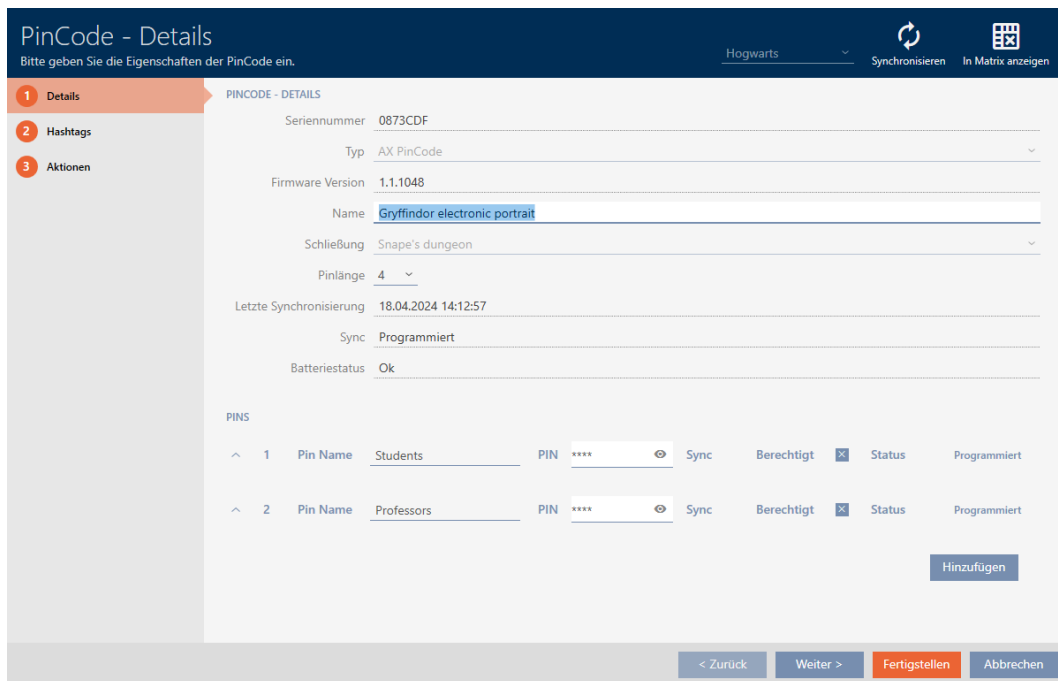 PinCode - Details
Bitte geben Sie die Eigenschaften der PinCode ein.
Hogwarts
Synchronisieren
In Matrix anzeigen
1 Details
2 Hashtags
3 Aktionen
PINCODE - DETAILS
Seriennummer 0873CDF
Typ AX PinCode
Firmware Version 1.1.1048
Name Gryffindor electronic portrait
Schließung Snape's dungeon
Pinlänge 4
Letzte Synchronisierung 18.04.2024 14:12:57
Sync Programmiert
Batteriestatus Ok
PINS
1 Pin Name Students PIN **** Sync Berechtigt Status Programmiert
2 Pin Name Professors PIN **** Sync Berechtigt Status Programmiert
Hinzufügen
< Zurück Weiter > Fertigstellen Abbrechen